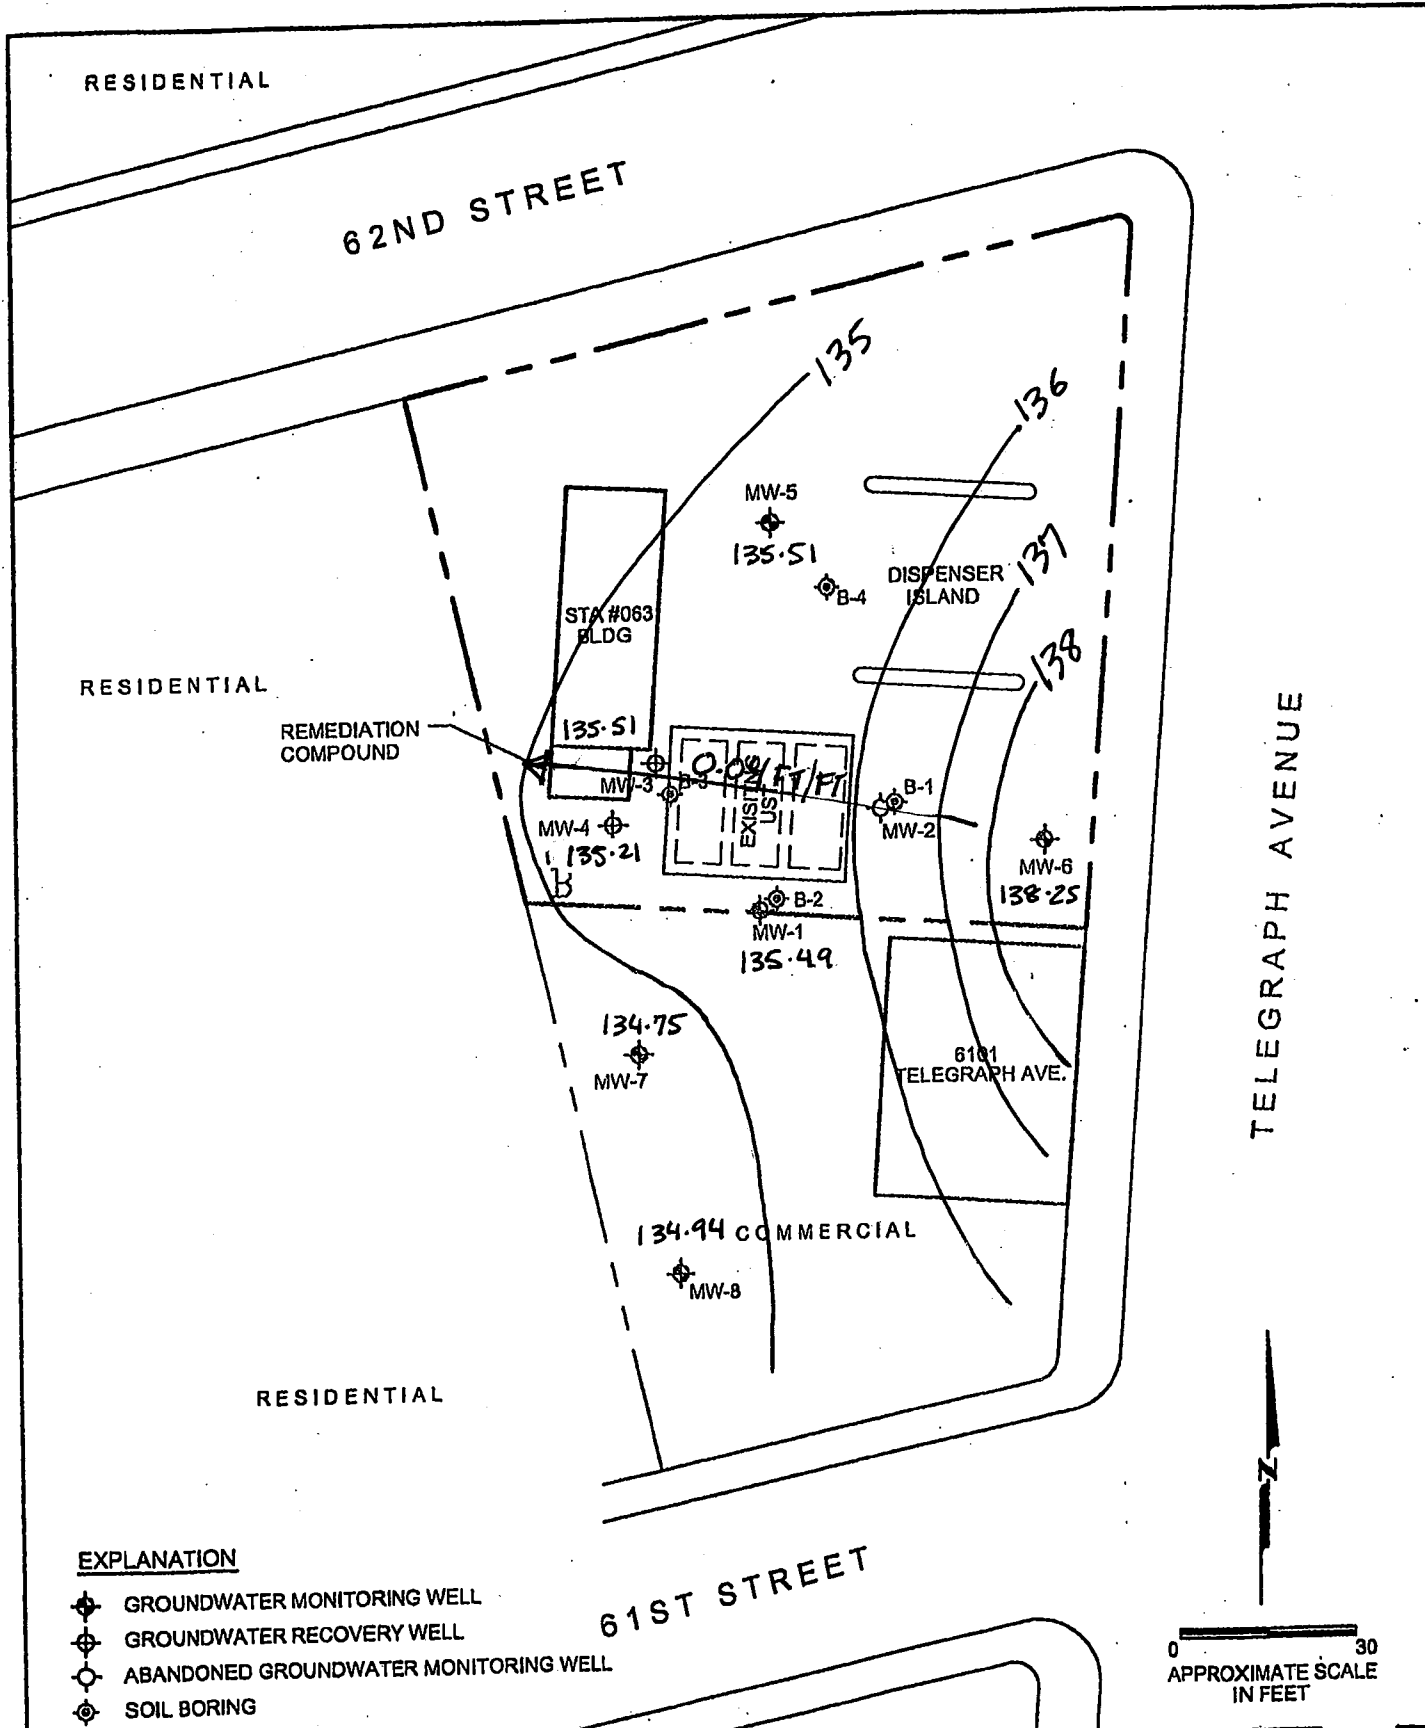 RESIDENTIAL
62ND STREET
135
136
MW-5
135.51
B-4
DISPENSER
ISLAND
137
138
STA #063
BLDG
RESIDENTIAL
REMEDIATION
COMPOUND
135.51
MW-3
B-3
FT/FT
EXISTING
B-1
MW-2
MW-4
135.21
MW-6
138.25
B-2
MW-1
135.49
TELEGRAPH AVENUE
134.75
MW-7
6101
TELEGRAPH AVE.
134.94
COMMERCIAL
MW-8
RESIDENTIAL
N
EXPLANATION
GROUNDWATER MONITORING WELL
GROUNDWATER RECOVERY WELL
ABANDONED GROUNDWATER MONITORING WELL
SOIL BORING
61ST STREET
0 30
APPROXIMATE SCALE
IN FEET